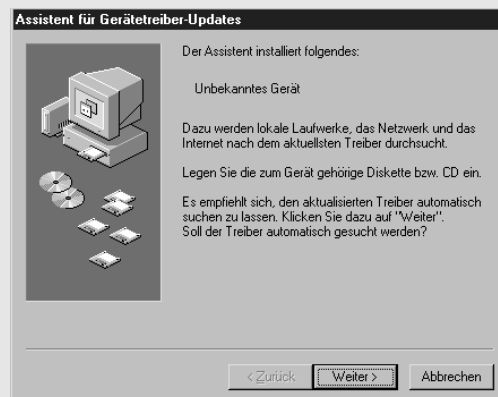 Assistent für Gerätetreiber-Updates
Der Assistent installiert folgendes:
Unbekanntes Gerät
Dazu werden lokale Laufwerke, das Netzwerk und das
Internet nach dem aktuellsten Treiber durchsucht.
Legen Sie die zum Gerät gehörige Diskette bzw. CD ein.
Es empfiehlt sich, den aktualisierten Treiber automatisch
suchen zu lassen. Klicken Sie dazu auf "Weiter".
Soll der Treiber automatisch gesucht werden?
< Zurück
Weiter >
Abbrechen